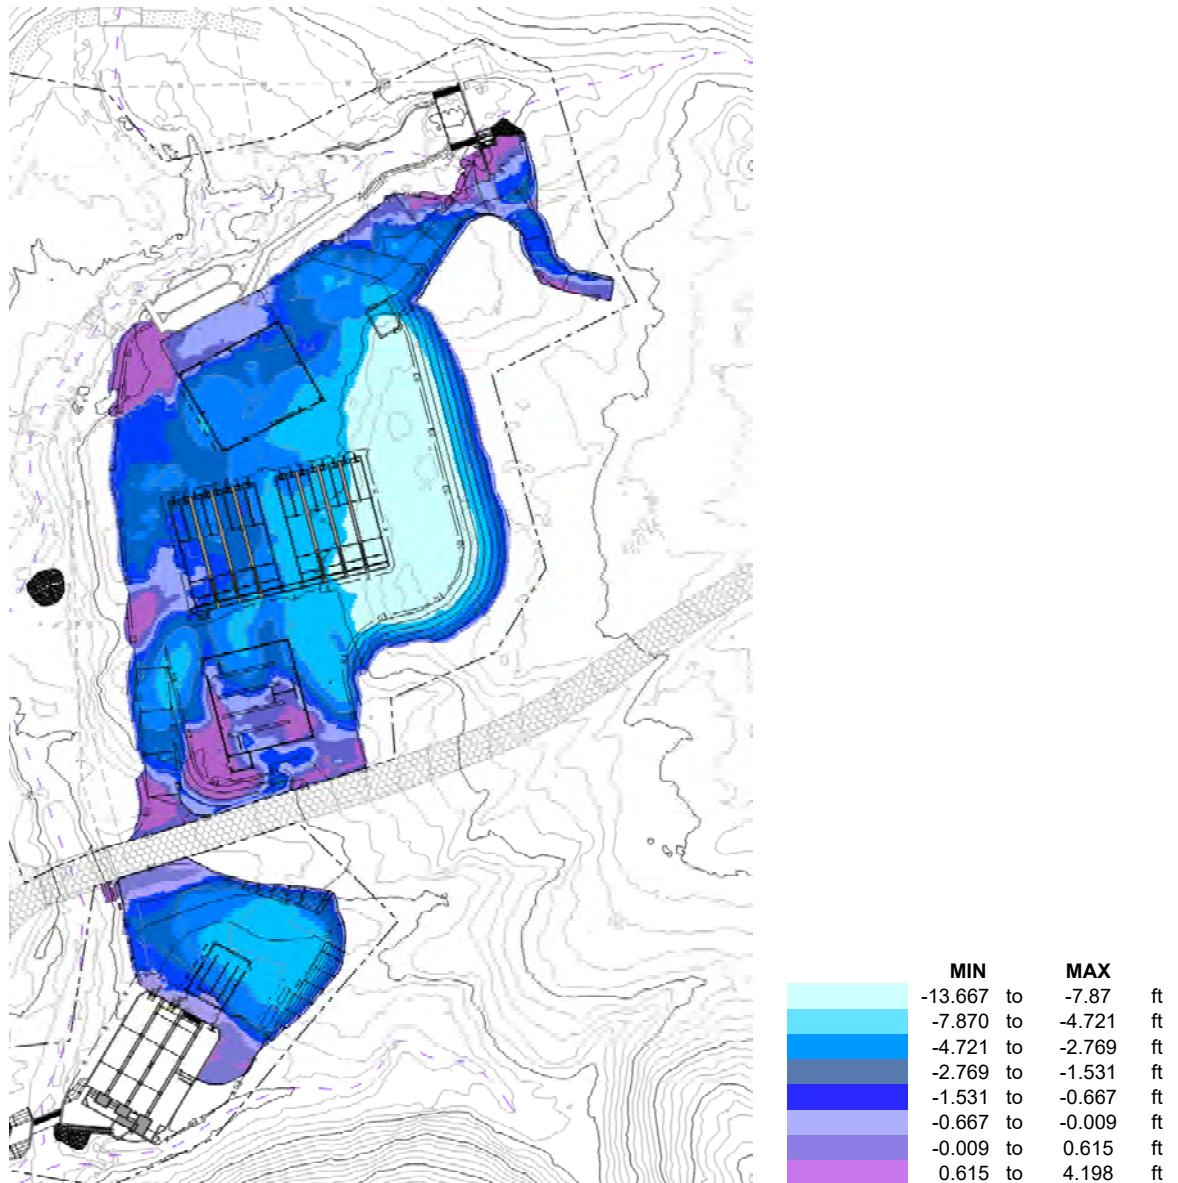 MIN MAX
-13.667 to -7.87 ft
-7.870 to -4.721 ft
-4.721 to -2.769 ft
-2.769 to -1.531 ft
-1.531 to -0.667 ft
-0.667 to -0.009 ft
-0.009 to 0.615 ft
0.615 to 4.198 ft